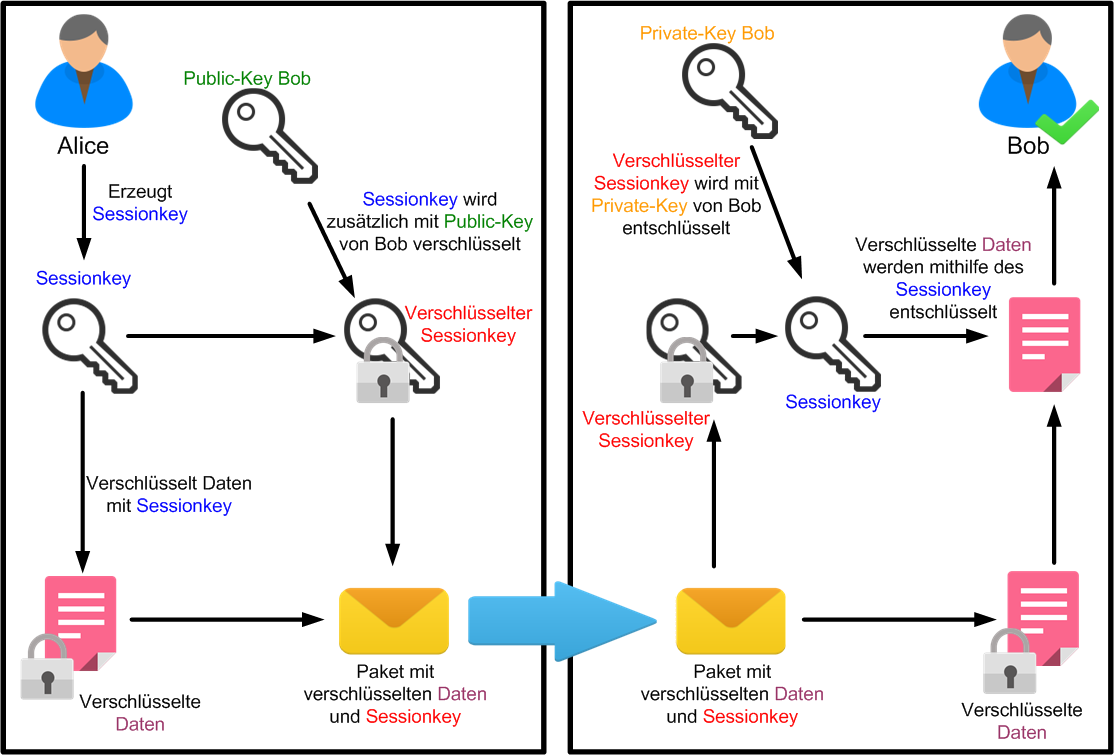 Alice
Public-Key Bob
Erzeugt
Sessionkey
Sessionkey wird
zusätzlich mit Public-Key
von Bob verschlüsselt
Sessionkey
Verschlüsselter
Sessionkey
Verschlüsselt Daten
mit Sessionkey
Verschlüsselte
Daten
Paket mit
verschlüsselten Daten
und Sessionkey
Private-Key Bob
Bob
Verschlüsselter
Sessionkey wird mit
Private-Key von Bob
entschlüsselt
Verschlüsselte Daten
werden mithilfe des
Sessionkey
entschlüsselt
Sessionkey
Verschlüsselter
Sessionkey
Paket mit
verschlüsselten Daten
und Sessionkey
Verschlüsselte
Daten